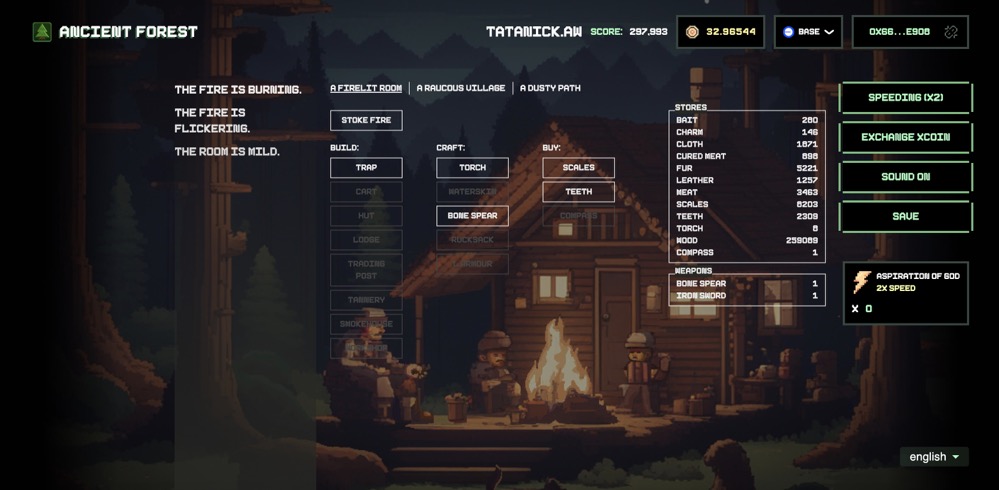 ANCIENT FOREST
TATANICK.AW SCORE: 297,993
32.96544
BASE
0X66...E908
THE FIRE IS BURNING.
THE FIRE IS
FLICKERING.
THE ROOM IS MILD.
A FIRELIT ROOM
A RAUCOUS VILLAGE
A DUSTY PATH
STOKE FIRE
BUILD:
TRAP
CART
HUT
LODGE
TRADING
POST
TANNERY
SMOKEHOUSE
CRAFT:
TORCH
WATERSKIN
BONE SPEAR
RUCKSACK
BUY:
SCALES
TEETH
COMPASS
STORES
BAIT 280
CHARM 146
CLOTH 1671
CURED MEAT 898
FUR 5221
LEATHER 1257
MEAT 3463
SCALES 8203
TEETH 2309
TORCH 8
WOOD 259089
COMPASS 1
WEAPONS
BONE SPEAR 1
IRON SWORD 1
SPEEDING (X2)
EXCHANGE XCOIN
SOUND ON
SAVE
ASPIRATION OF GOD
2X SPEED
X 0
english